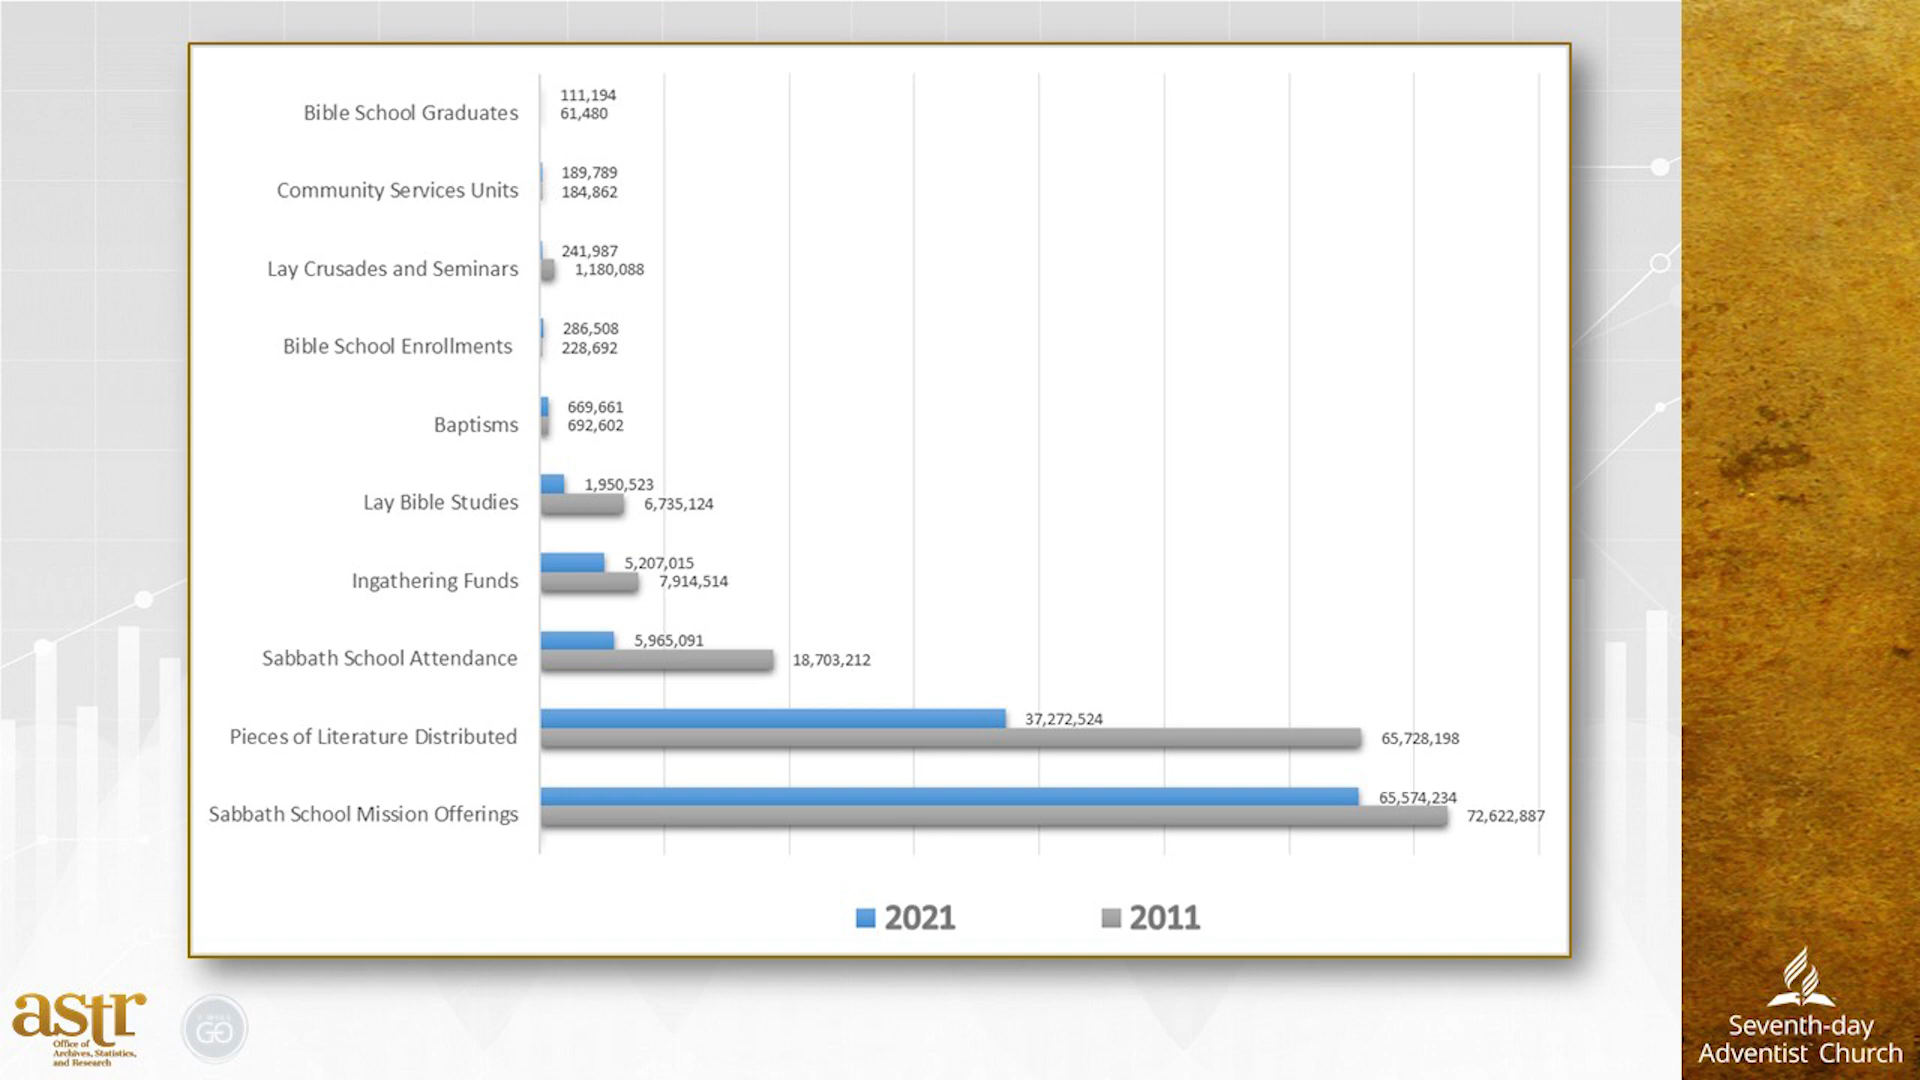 Bible School Graduates
111,194
61,480
Community Services Units
189,789
184,862
Lay Crusades and Seminars
241,987
1,180,088
Bible School Enrollments
286,508
228,692
Baptisms
669,661
692,602
Lay Bible Studies
1,950,523
6,735,124
Ingathering Funds
5,207,015
7,914,514
Sabbath School Attendance
5,965,091
18,703,212
Pieces of Literature Distributed
37,272,524
65,728,198
Sabbath School Mission Offerings
65,574,234
72,622,887
2021 2011
astr
Office of
Archives, Statistics,
and Research
GO
Seventh-day
Adventist Church